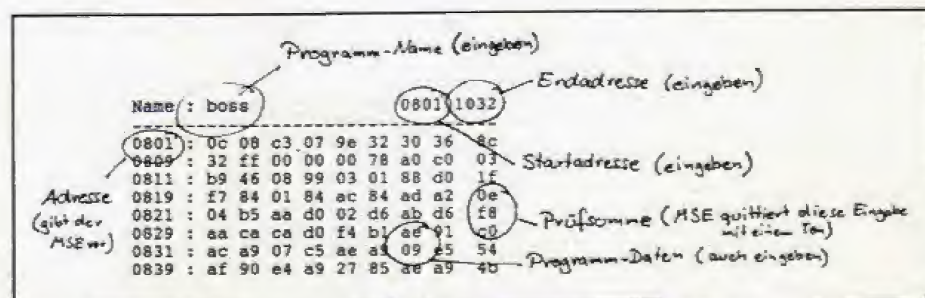 Programm-Name (eingeben)
Endadresse (eingeben)
Name : boss 0801 1032
0801 : 0c 08 c3 07 9e 32 30 36 8c
0809 : 32 ff 00 00 00 78 a0 c0 03
Startadresse (eingeben)
0811 : b9 46 08 99 03 01 88 d0 1f
0819 : f7 84 01 84 ac 84 ad a2 0e
Adresse
(gibt der
MSE vor)
0821 : 04 b5 aa d0 02 d6 ab d6 f8
Prüfsumme (MSE quittiert diese Eingabe
mit einem Ton)
0829 : aa ca ca d0 f4 b1 ae 91 c0
0831 : ac a9 07 c5 ae a9 09 e5 54
Programm-Daten (auch eingeben)
0839 : af 90 e4 a9 27 85 ae a9 4b